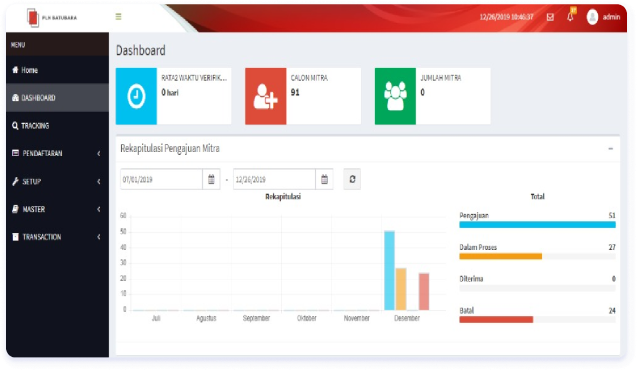 PLN BATUBARA
12/26/2019 10:46:37
admin
MENU
Home
DASHBOARD
TRACKING
PENDAFTARAN
SETUP
MASTER
TRANSACTION
Dashboard
RATA2 WAKTU VERIFIK...
0 hari
CALON MITRA
91
JUMLAH MITRA
0
Rekapitulasi Pengajuan Mitra
07/01/2019 - 12/26/2019
Rekapitulasi
60
50
40
30
20
10
0
Juli Agustus September Oktober November Desember
Total
Pengajuan 51
Dalam Proses 27
Diterima 0
Batal 24